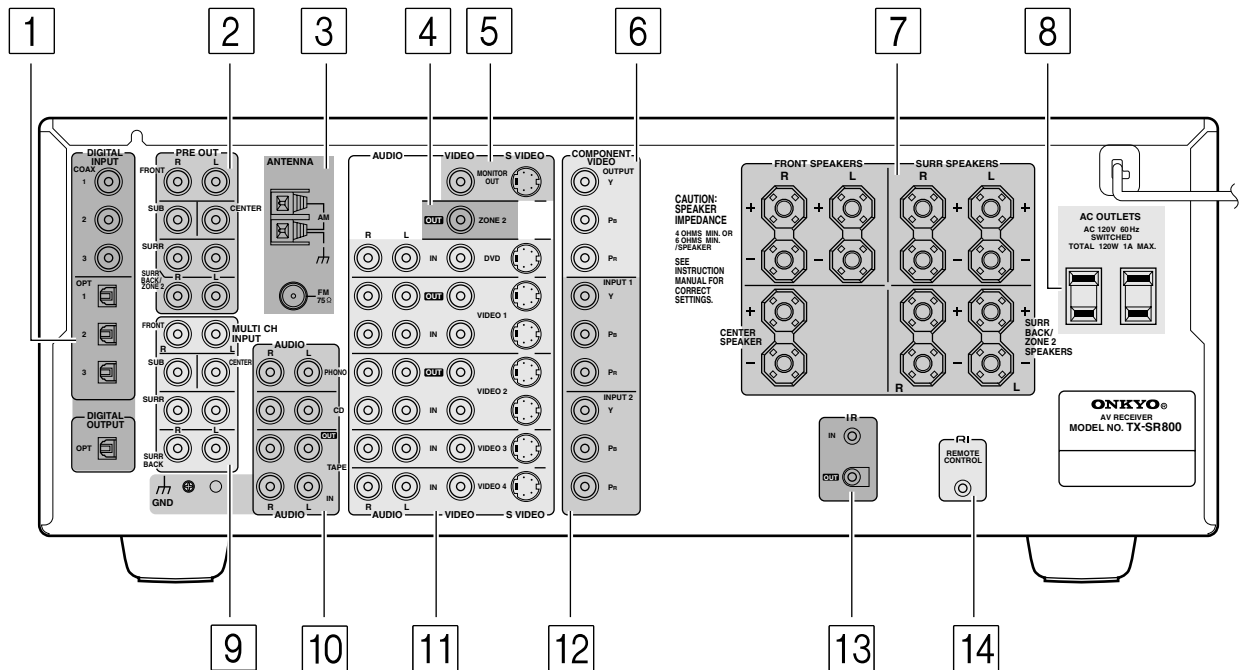 1
2
3
4
5
6
7
8
DIGITAL
INPUT
COAX
1
2
3
OPT
1
2
3
DIGITAL
OUTPUT
OPT
PRE OUT
R L
FRONT
SUB
CENTER
SURR
SURR
BACK/
ZONE 2
R L
FRONT
MULTI CH
INPUT
R L
SUB
CENTER
SURR
R L
SURR
BACK
GND
ANTENNA
AM
FM
75Ω
AUDIO
R L
PHONO
CD
OUT
TAPE
IN
R L
AUDIO
AUDIO VIDEO S VIDEO
MONITOR
OUT
OUT ZONE 2
R L
IN DVD
OUT
VIDEO 1
IN
OUT
VIDEO 2
IN
IN VIDEO 3
IN VIDEO 4
R L
AUDIO VIDEO S VIDEO
COMPONENT
VIDEO
OUTPUT
Y
PB
PR
INPUT 1
Y
PB
PR
INPUT 2
Y
PB
PR
CAUTION:
SPEAKER
IMPEDANCE
4 OHMS MIN. OR
6 OHMS MIN.
/SPEAKER
SEE
INSTRUCTION
MANUAL FOR
CORRECT
SETTINGS.
FRONT SPEAKERS
R L
+ +
- -
SURR SPEAKERS
R L
+ +
- -
CENTER
SPEAKER
+
-
+ +
- -
SURR
BACK/
ZONE 2
SPEAKERS
R L
AC OUTLETS
AC 120V 60Hz
SWITCHED
TOTAL 120W 1A MAX.
IR
IN
OUT
RI
REMOTE
CONTROL
ONKYO®
AV RECEIVER
MODEL NO. TX-SR800
9
10
11
12
13
14